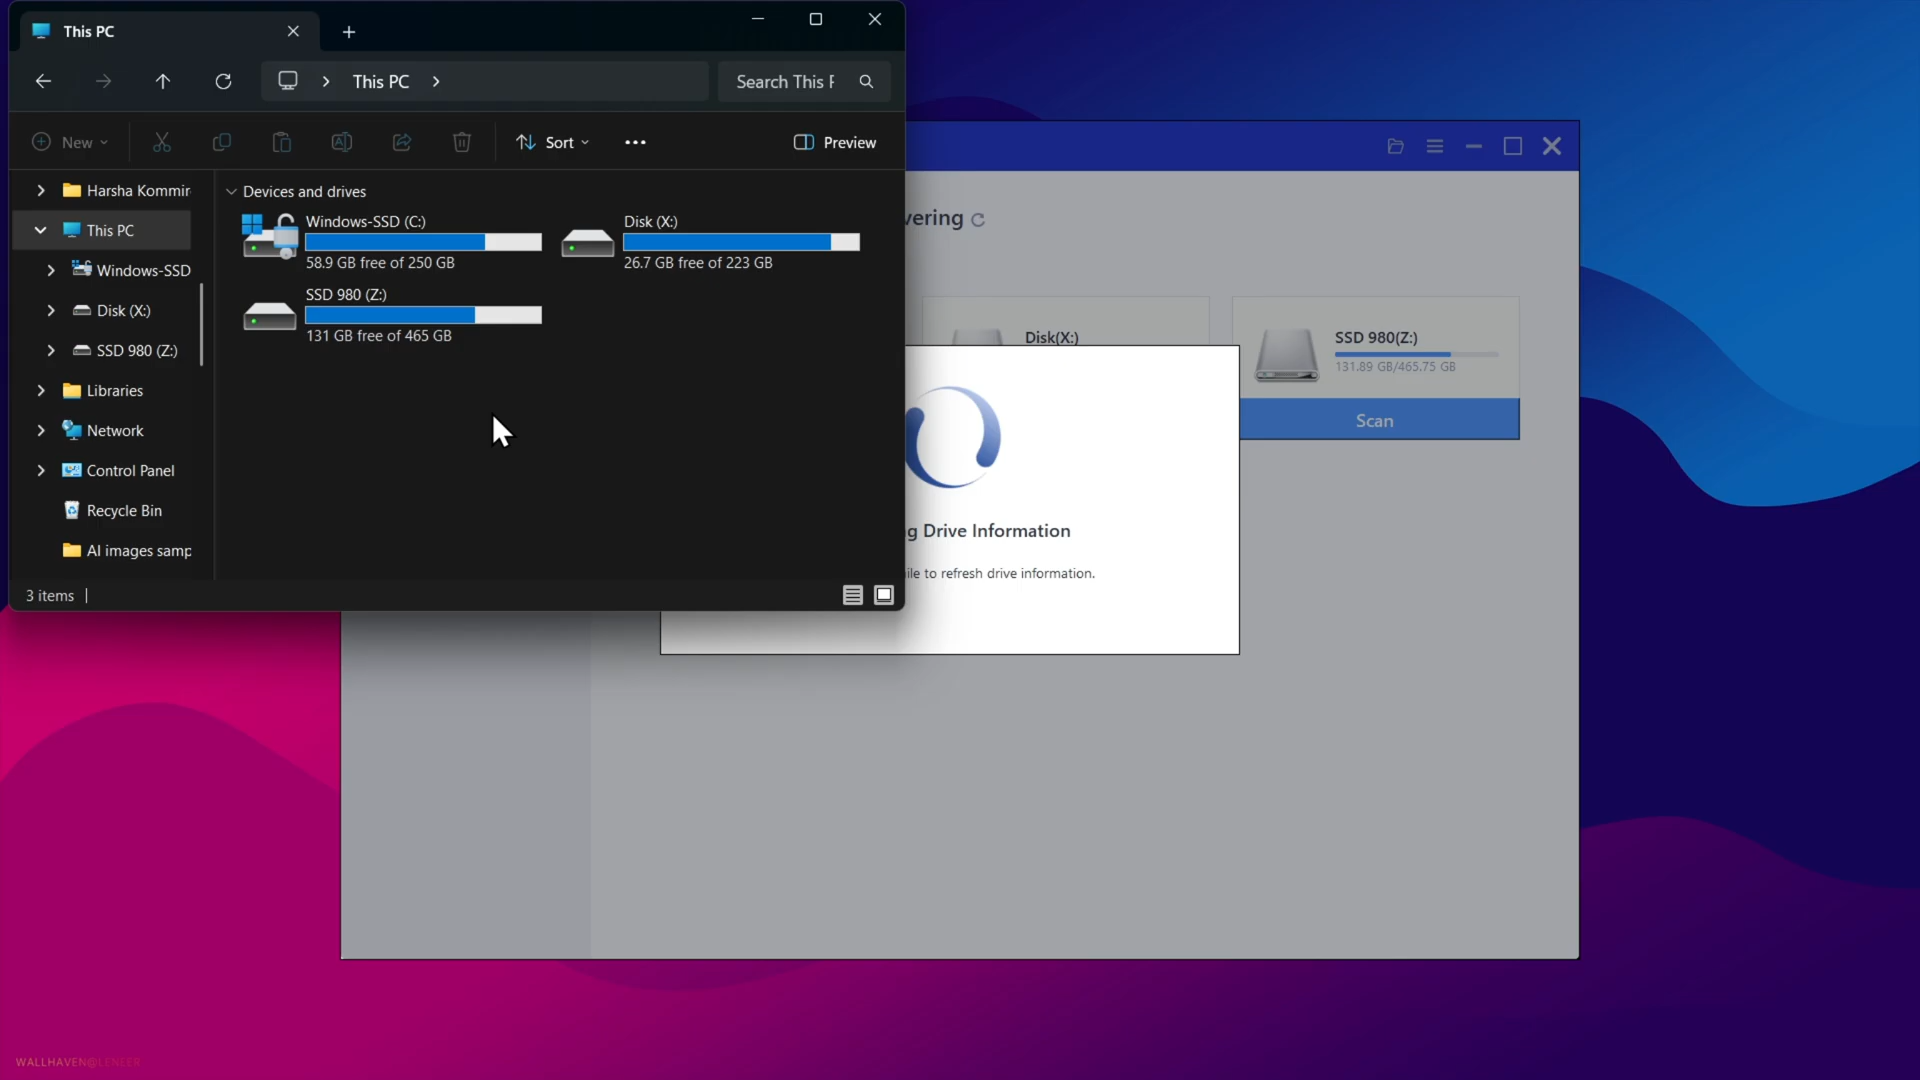 This PC
This PC
Search This
New
Sort
Preview
Harsha Kommir
This PC
Windows-SSD
Disk (X:)
SSD 980 (Z:)
Libraries
Network
Control Panel
Recycle Bin
AI images samp
Devices and drives
Windows-SSD (C:)
58.9 GB free of 250 GB
Disk (X:)
26.7 GB free of 223 GB
SSD 980 (Z:)
131 GB free of 465 GB
3 items
vering
Disk(X:)
SSD 980(Z:)
131.89 GB/465.75 GB
Scan
g Drive Information
ile to refresh drive information.
WALLHAVEN@LENEER